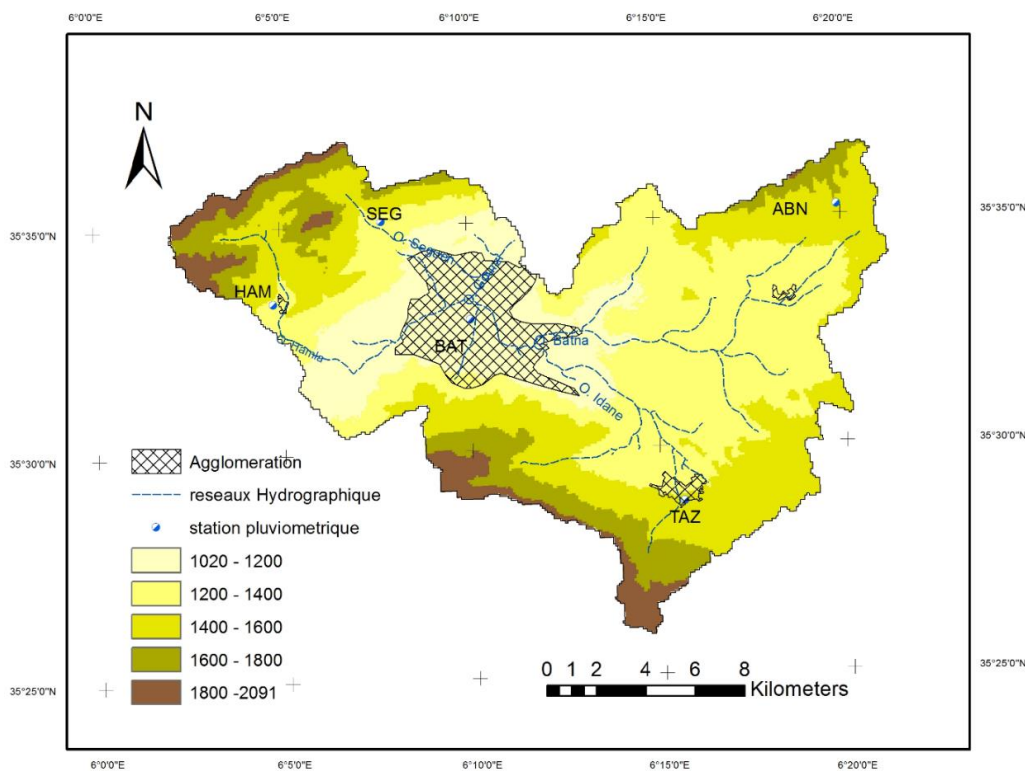 6°0'0"E 6°5'0"E 6°10'0"E 6°15'0"E 6°20'0"E
N
ABN
SEG
35°35'0"N 35°35'0"N
O. Seguen
HAM
O. Hamla
BAT
Batna
O. Idane
35°30'0"N 35°30'0"N
TAZ
Agglomeration
reseaux Hydrographique
station pluviometrique
1020 - 1200
1200 - 1400
1400 - 1600
1600 - 1800
1800 -2091
0 1 2 4 6 8
Kilometers
35°25'0"N 35°25'0"N
6°0'0"E 6°5'0"E 6°10'0"E 6°15'0"E 6°20'0"E